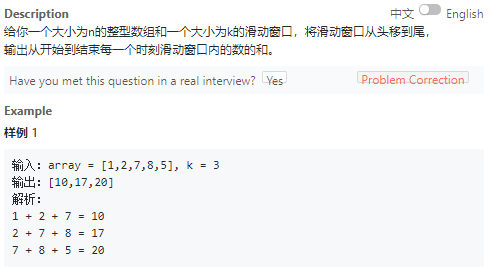 Description
中文 English
给你一个大小为n的整型数组和一个大小为k的滑动窗口，将滑动窗口从头移到尾，
输出从开始到结束每一个时刻滑动窗口内的数的和。
Have you met this question in a real interview? Yes Problem Correction
Example
样例 1
输入：array = [1,2,7,8,5], k = 3
输出：[10,17,20]
解析：
1 + 2 + 7 = 10
2 + 7 + 8 = 17
7 + 8 + 5 = 20